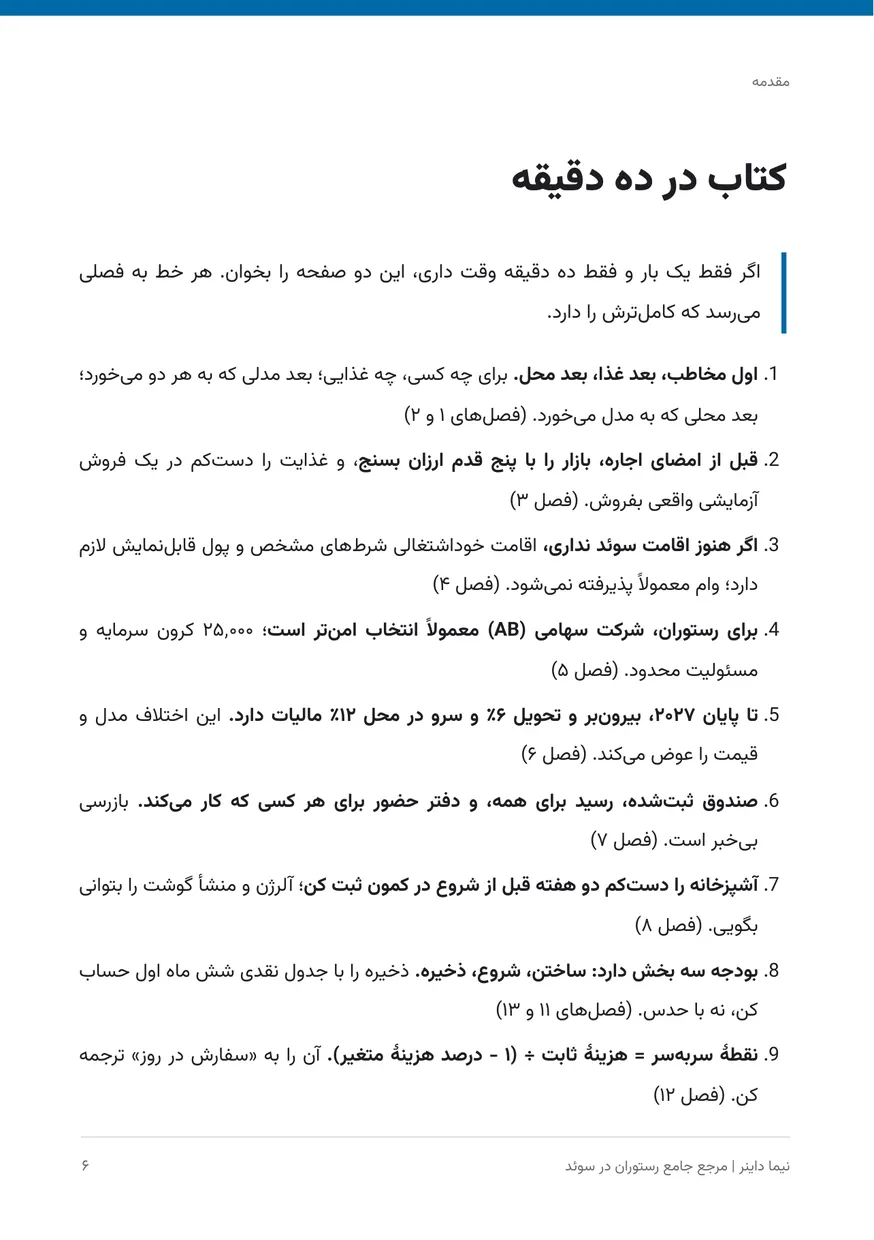 مقدمه
کتاب در ده دقیقه
اگر فقط یک بار و فقط ده دقیقه وقت داری، این دو صفحه را بخوان. هر خط به فصلی
می‌رسد که کامل‌ترش را دارد.
1. اول مخاطب، بعد غذا، بعد محل. برای چه کسی، چه غذایی؛ بعد مدلی که به هر دو می‌خورد؛
بعد محلی که به مدل می‌خورد. (فصل‌های ۱ و ۲)
2. قبل از امضای اجاره، بازار را با پنج قدم ارزان بسنج، و غذایت را دست‌کم در یک فروش
آزمایشی واقعی بفروش. (فصل ۳)
3. اگر هنوز اقامت سوئد نداری، اقامت خوداشتغالی شرط‌های مشخص و پول قابل‌نمایش لازم
دارد؛ وام معمولاً پذیرفته نمی‌شود. (فصل ۴)
4. برای رستوران، شرکت سهامی (AB) معمولاً انتخاب امن‌تر است؛ ۲۵٬۰۰۰ کرون سرمایه و
مسئولیت محدود. (فصل ۵)
5. تا پایان ۲۰۲۷، بیرون‌بر و تحویل ۶٪ و سرو در محل ۱۲٪ مالیات دارد. این اختلاف مدل و
قیمت را عوض می‌کند. (فصل ۶)
6. صندوق ثبت‌شده، رسید برای همه، و دفتر حضور برای هر کسی که کار می‌کند. بازرسی
بی‌خبر است. (فصل ۷)
7. آشپزخانه را دست‌کم دو هفته قبل از شروع در کمون ثبت کن؛ آلرژن و منشأ گوشت را بتوانی
بگویی. (فصل ۸)
8. بودجه سه بخش دارد: ساختن، شروع، ذخیره. ذخیره را با جدول نقدی شش ماه اول حساب
کن، نه با حدس. (فصل‌های ۱۱ و ۱۳)
9. نقطهٔ سربه‌سر = هزینهٔ ثابت ÷ (۱ - درصد هزینهٔ متغیر). آن را به «سفارش در روز» ترجمه
کن. (فصل ۱۲)
نیما داینر | مرجع جامع رستوران در سوئد
۶